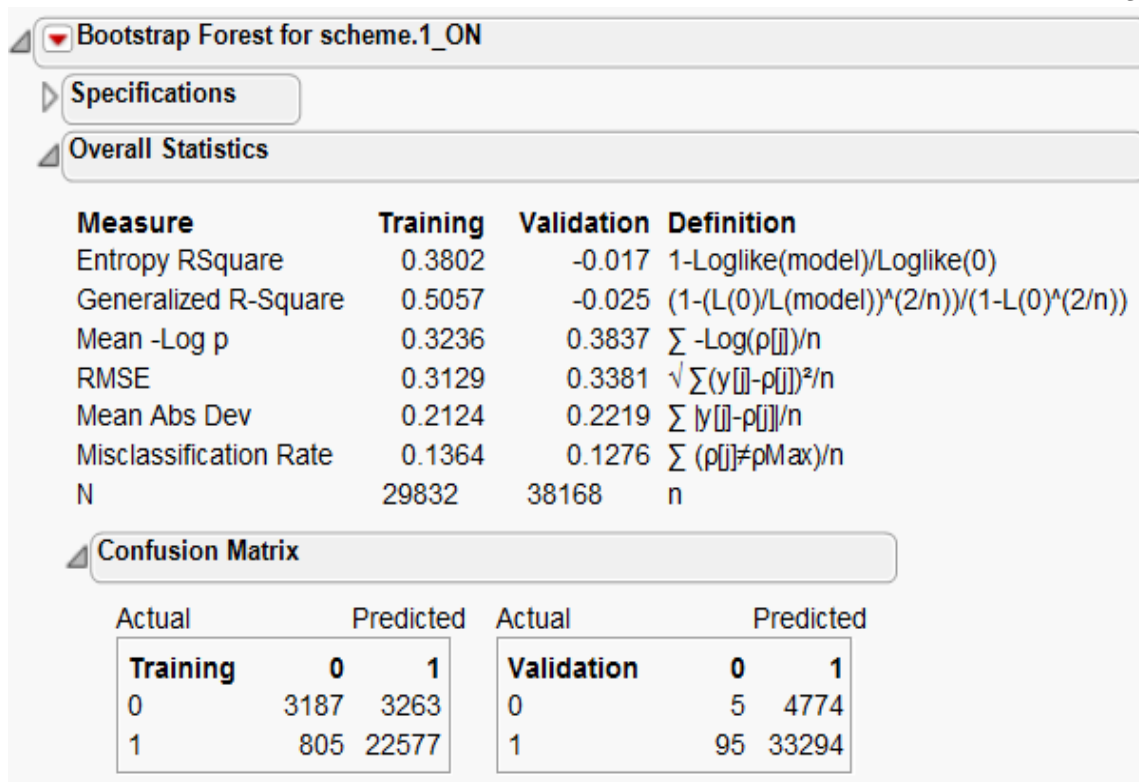 Bootstrap Forest for scheme.1_ON
Specifications
Overall Statistics
Measure Training Validation Definition
Entropy RSquare 0.3802 -0.017 1-Loglike(model)/Loglike(0)
Generalized R-Square 0.5057 -0.025 (1-(L(0)/L(model))^(2/n))/(1-L(0)^(2/n))
Mean -Log p 0.3236 0.3837 ∑ -Log(ρ[j])/n
RMSE 0.3129 0.3381 √ ∑(y[j]-ρ[j])²/n
Mean Abs Dev 0.2124 0.2219 ∑ |y[j]-ρ[j]|/n
Misclassification Rate 0.1364 0.1276 ∑ (ρ[j]≠ρMax)/n
N 29832 38168 n
Confusion Matrix
Actual Predicted Actual Predicted
Training 0 1 Validation 0 1
0 3187 3263 0 5 4774
1 805 22577 1 95 33294